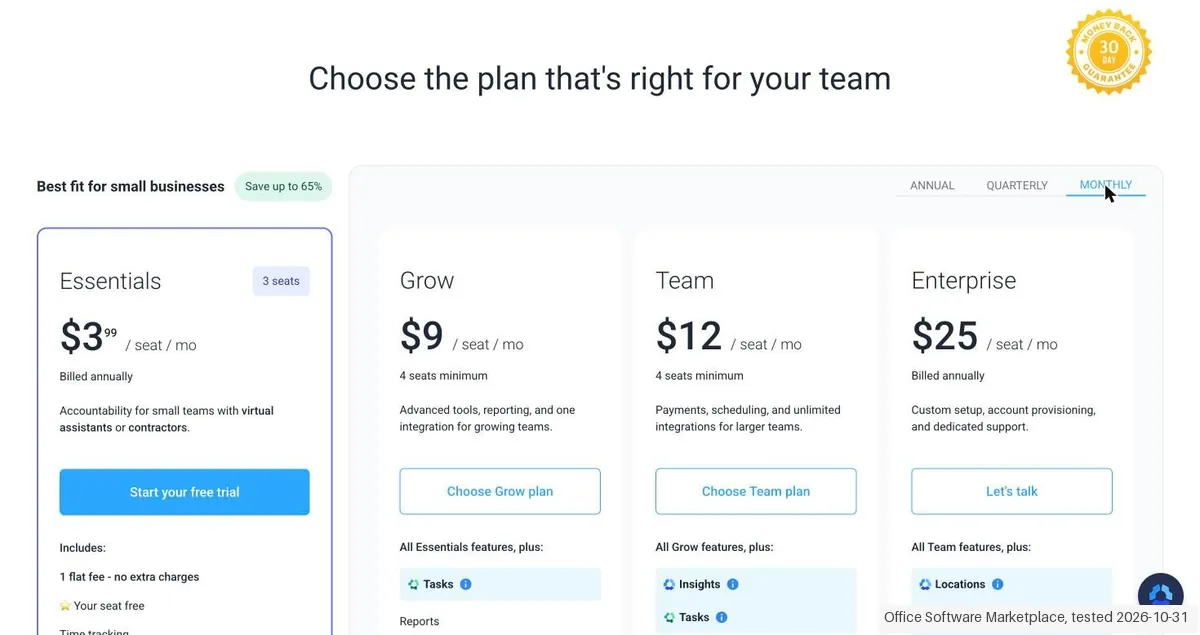 MONEY BACK
30
DAY
GUARANTEE
Choose the plan that's right for your team
Best fit for small businesses
Save up to 65%
ANNUAL
QUARTERLY
MONTHLY
Essentials
3 seats
$3⁹⁹ / seat / mo
Billed annually
Accountability for small teams with virtual
assistants or contractors.
Start your free trial
Includes:
1 flat fee - no extra charges
⭐ Your seat free
Time tracking
Grow
$9 / seat / mo
4 seats minimum
Advanced tools, reporting, and one
integration for growing teams.
Choose Grow plan
All Essentials features, plus:
Tasks
Reports
Team
$12 / seat / mo
4 seats minimum
Payments, scheduling, and unlimited
integrations for larger teams.
Choose Team plan
All Grow features, plus:
Insights
Tasks
Enterprise
$25 / seat / mo
Billed annually
Custom setup, account provisioning,
and dedicated support.
Let's talk
All Team features, plus:
Locations
Office Software Marketplace, tested 2026-10-31